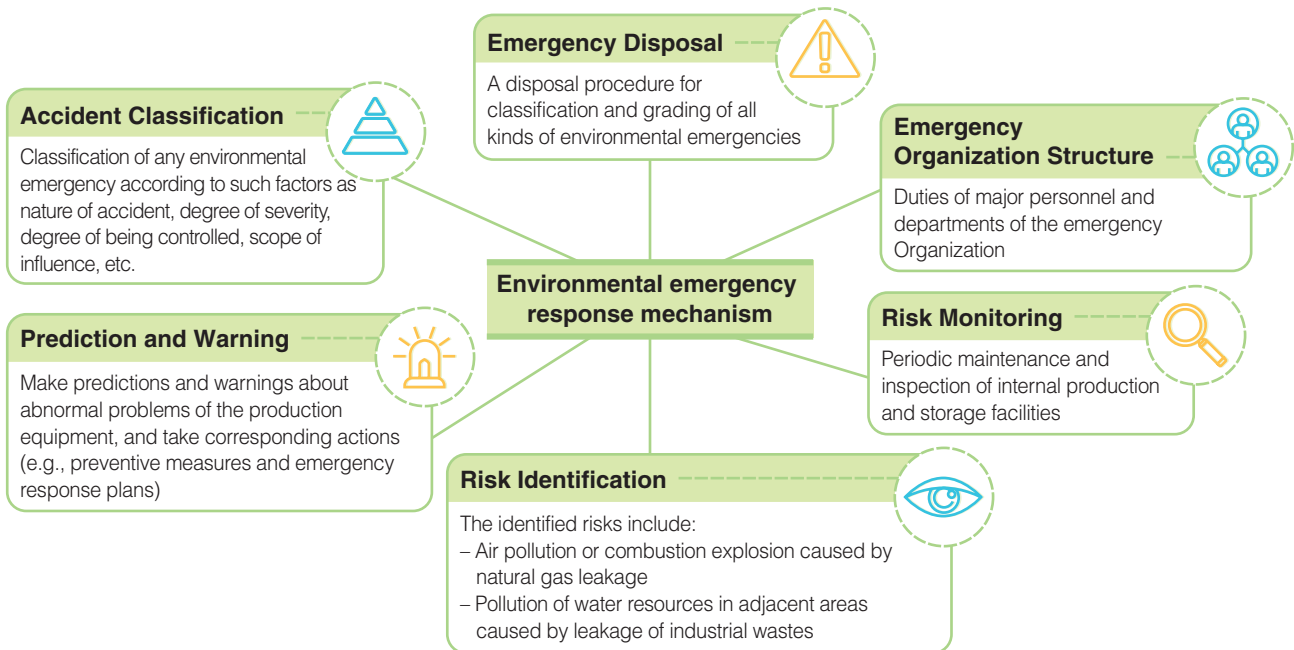 Emergency Disposal
A disposal procedure for
classification and grading of all
kinds of environmental emergencies
Accident Classification
Classification of any environmental
emergency according to such factors as
nature of accident, degree of severity,
degree of being controlled, scope of
influence, etc.
Emergency
Organization Structure
Duties of major personnel and
departments of the emergency
Organization
Environmental emergency
response mechanism
Prediction and Warning
Make predictions and warnings about
abnormal problems of the production
equipment, and take corresponding actions
(e.g., preventive measures and emergency
response plans)
Risk Monitoring
Periodic maintenance and
inspection of internal production
and storage facilities
Risk Identification
The identified risks include:
– Air pollution or combustion explosion caused by
natural gas leakage
– Pollution of water resources in adjacent areas
caused by leakage of industrial wastes